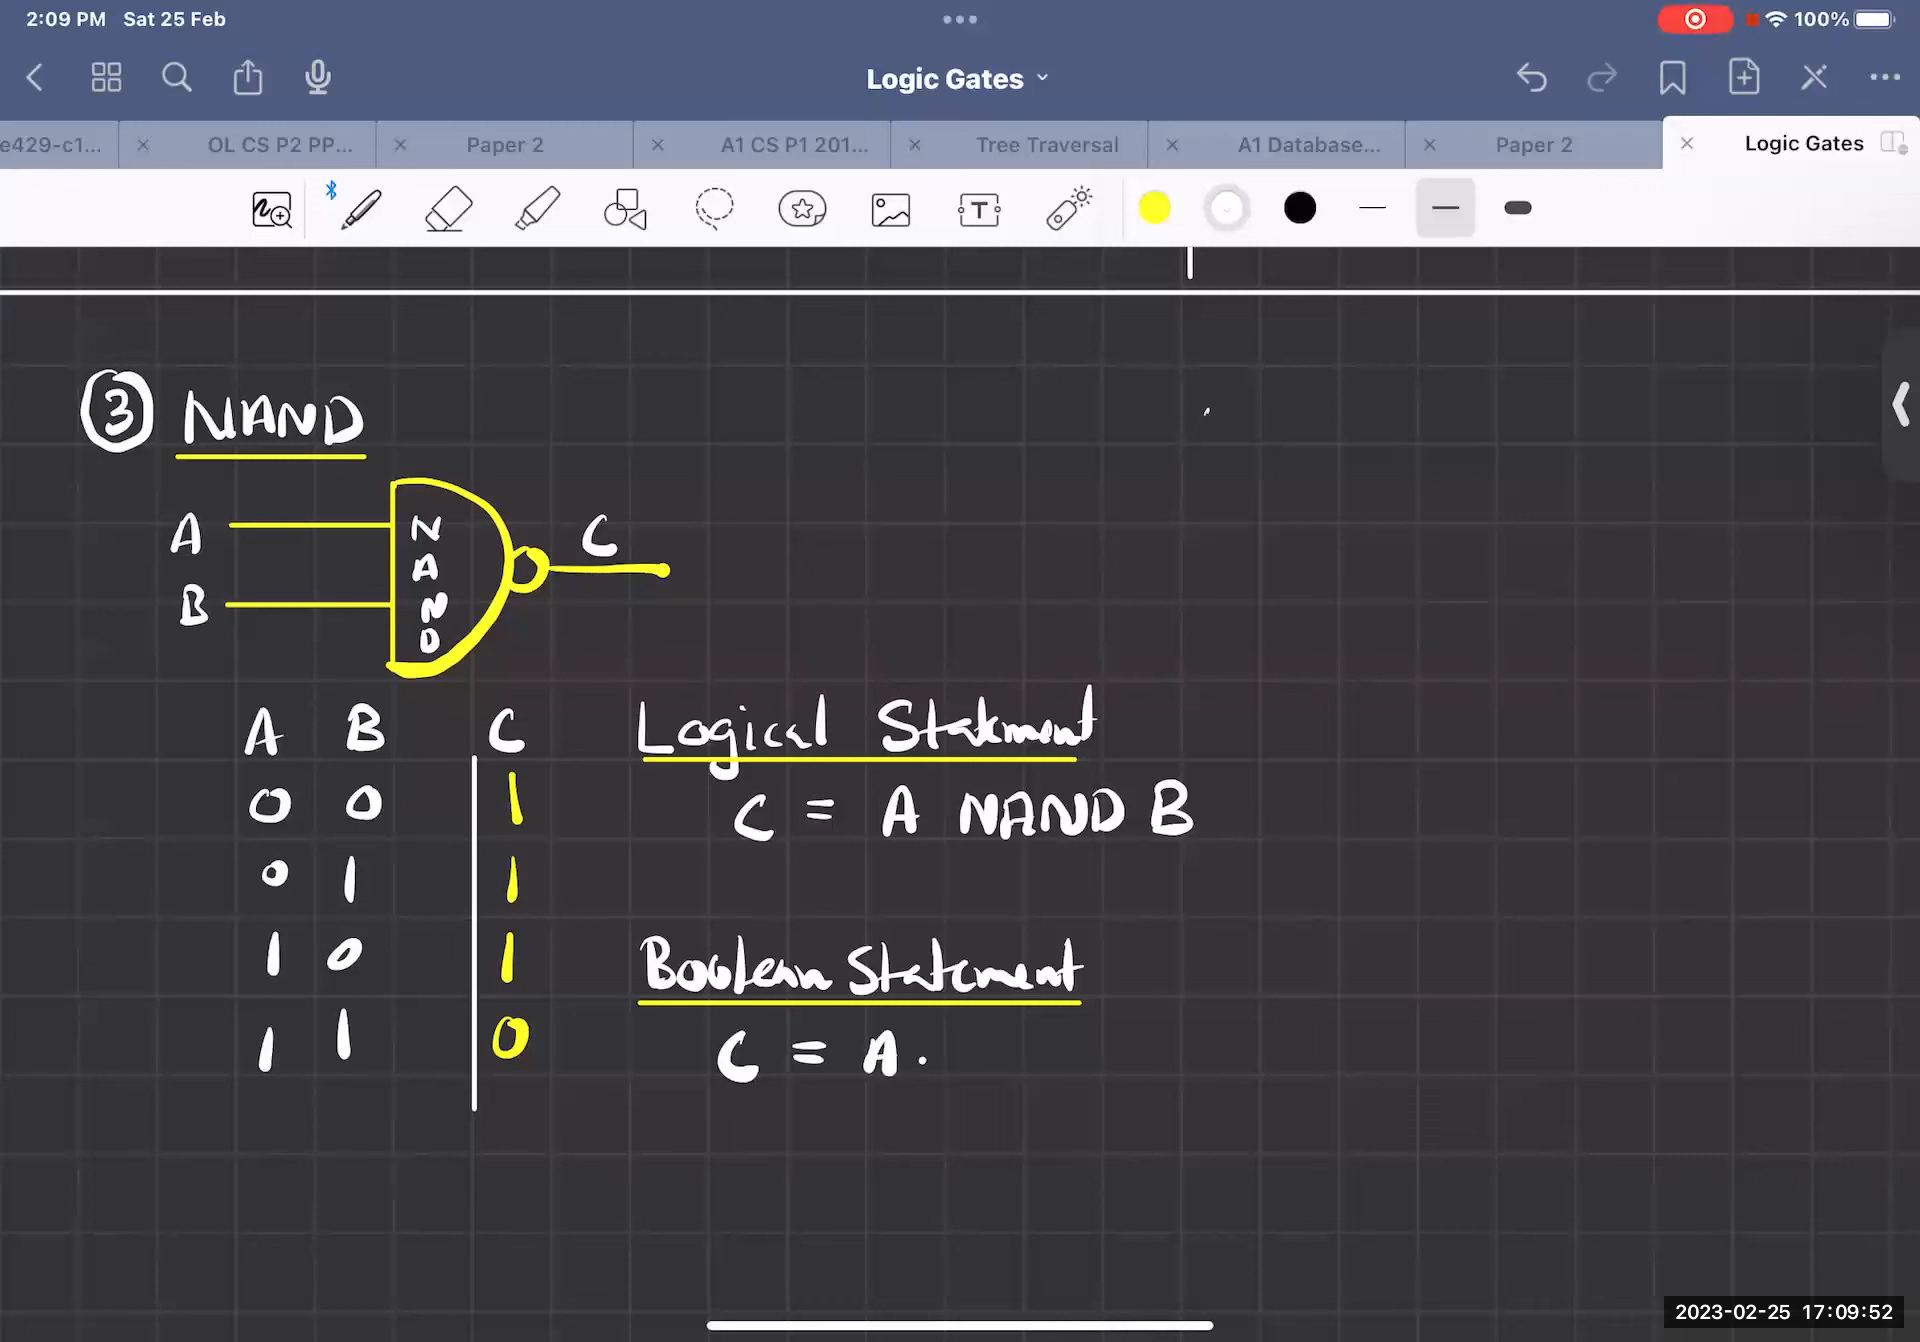 2:09 PM Sat 25 Feb
100%
Logic Gates
e429-c1...
OL CS P2 PP...
Paper 2
A1 CS P1 201...
Tree Traversal
A1 Database...
Paper 2
Logic Gates
T
3 NAND
A
B
NAND
C
A B C
0 0 1
0 1 1
1 0 1
1 1 0
Logical Statement
C = A NAND B
Boolean Statement
C = A .
2023-02-25 17:09:52